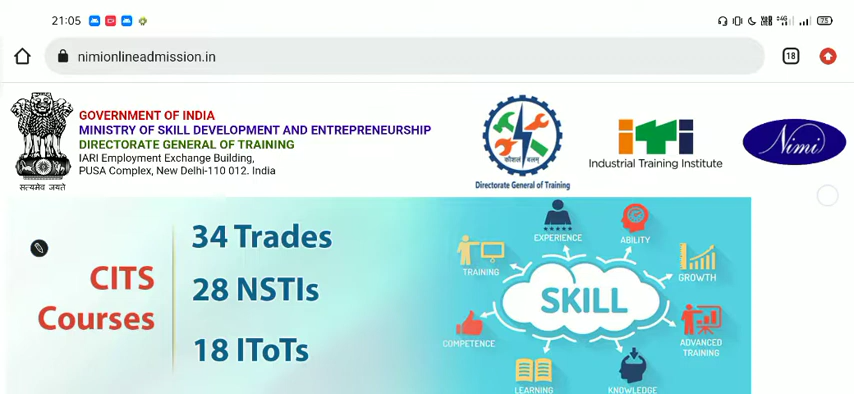 21:05
75
nimionlineadmission.in
18
GOVERNMENT OF INDIA
MINISTRY OF SKILL DEVELOPMENT AND ENTREPRENEURSHIP
DIRECTORATE GENERAL OF TRAINING
IARI Employment Exchange Building,
PUSA Complex, New Delhi-110 012. India
सत्यमेव जयते
कौशलं बलम्
Directorate General of Training
iTi
Industrial Training Institute
Nimi
CITS
Courses
34 Trades
28 NSTIs
18 IToTs
EXPERIENCE
ABILITY
TRAINING
GROWTH
SKILL
COMPETENCE
ADVANCED
TRAINING
LEARNING
KNOWLEDGE